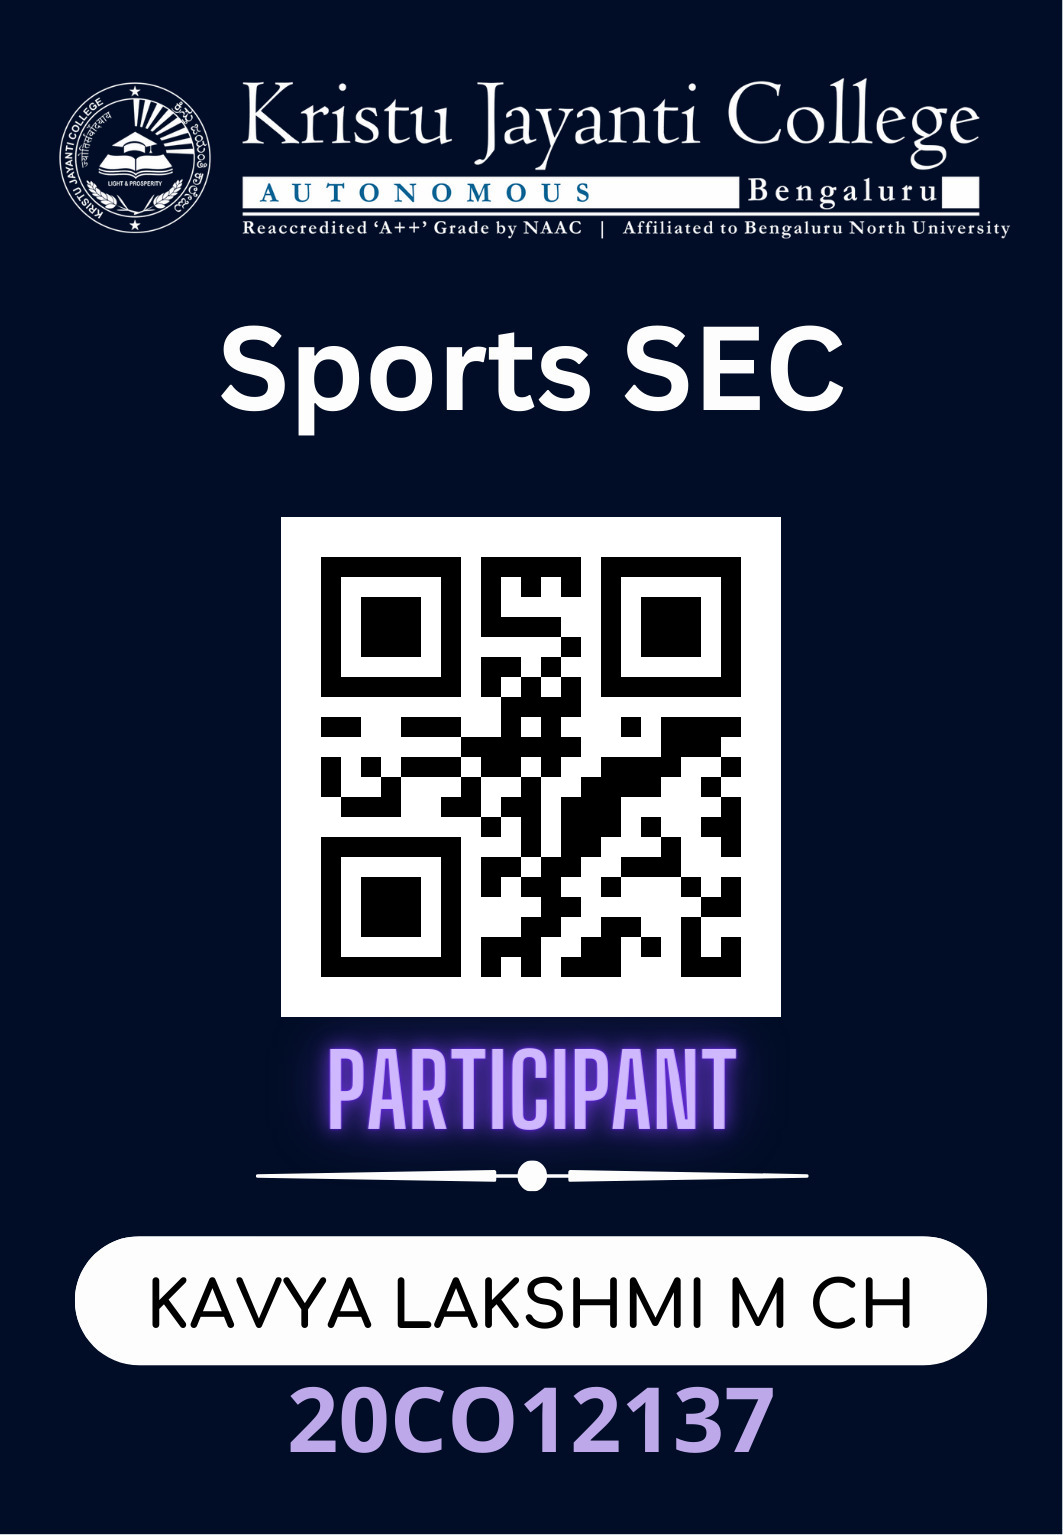 KRISTU JAYANTI COLLEGE
LIGHT & PROSPERITY
Kristu Jayanti College
AUTONOMOUS Bengaluru
Reaccredited ‘A++’ Grade by NAAC | Affiliated to Bengaluru North University
Sports SEC
PARTICIPANT
KAVYA LAKSHMI M CH
20CO12137